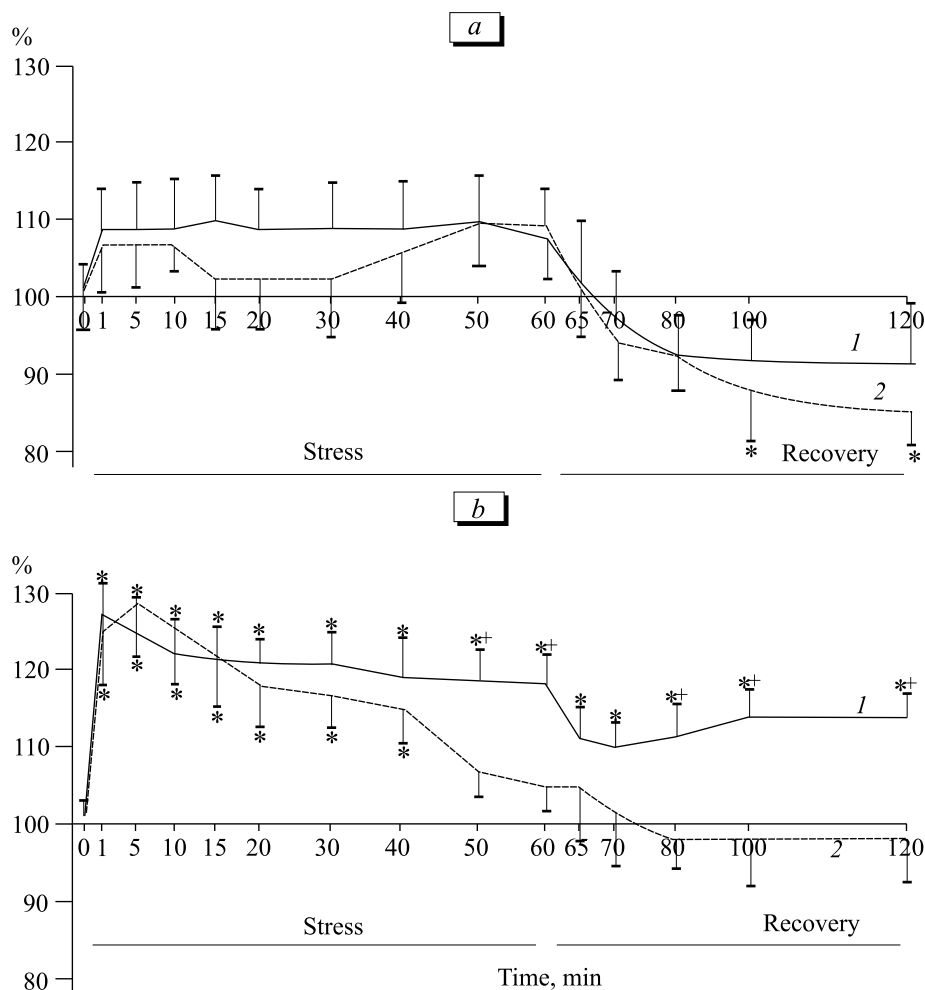 a
%
130
120
110
100
0 1 5 10 15 20 30 40 50 60 65 70 80 100 120
1
90
2
80
Stress
* Recovery *
b
%
130
* * * * * * * *+ *+ * * *+ *+ *+
120
* * * * * * *
1
110
100
0 1 5 10 15 20 30 40 50 60 65 70 80 100 2 120
90
Stress
Recovery
80
Time, min